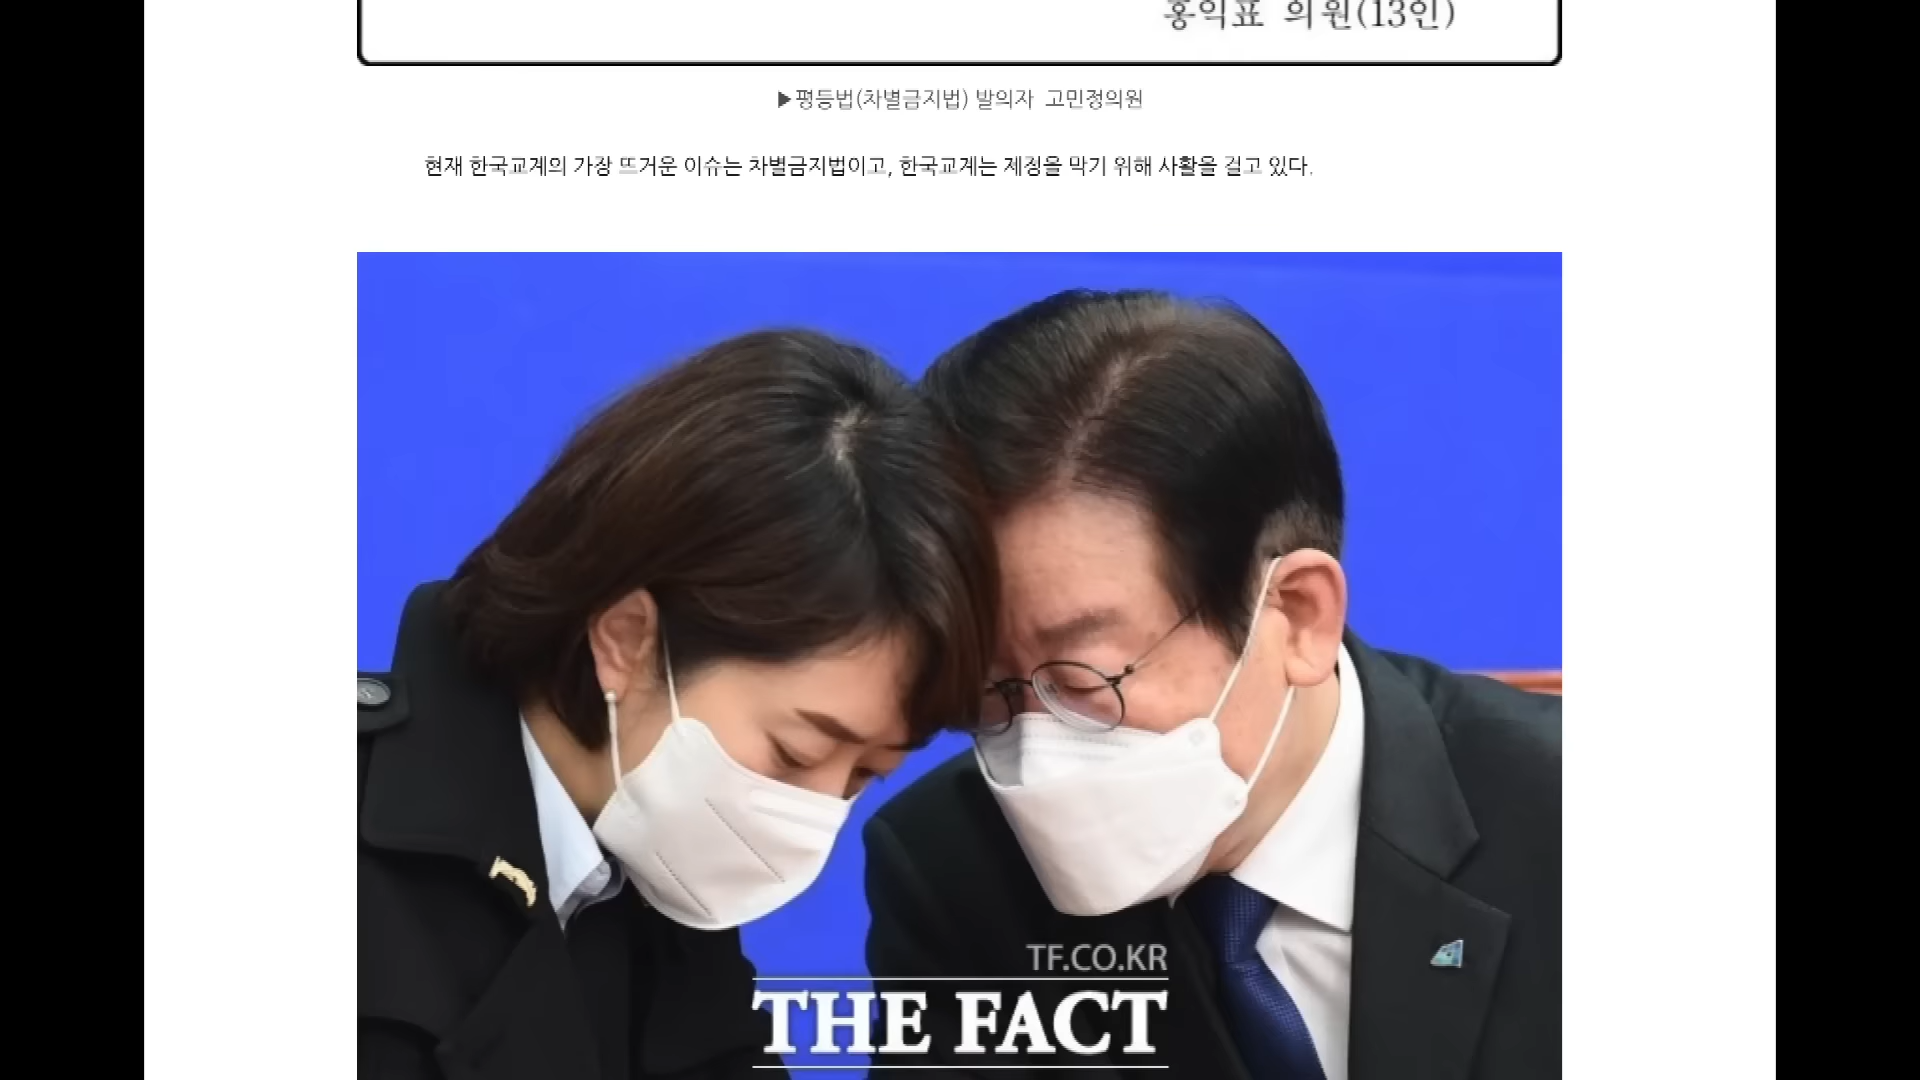 홍익표 의원(13인)
▶평등법(차별금지법) 발의자 고민정의원
현재 한국교계의 가장 뜨거운 이슈는 차별금지법이고, 한국교계는 제정을 막기 위해 사활을 걸고 있다.
TF.CO.KR
THE FACT